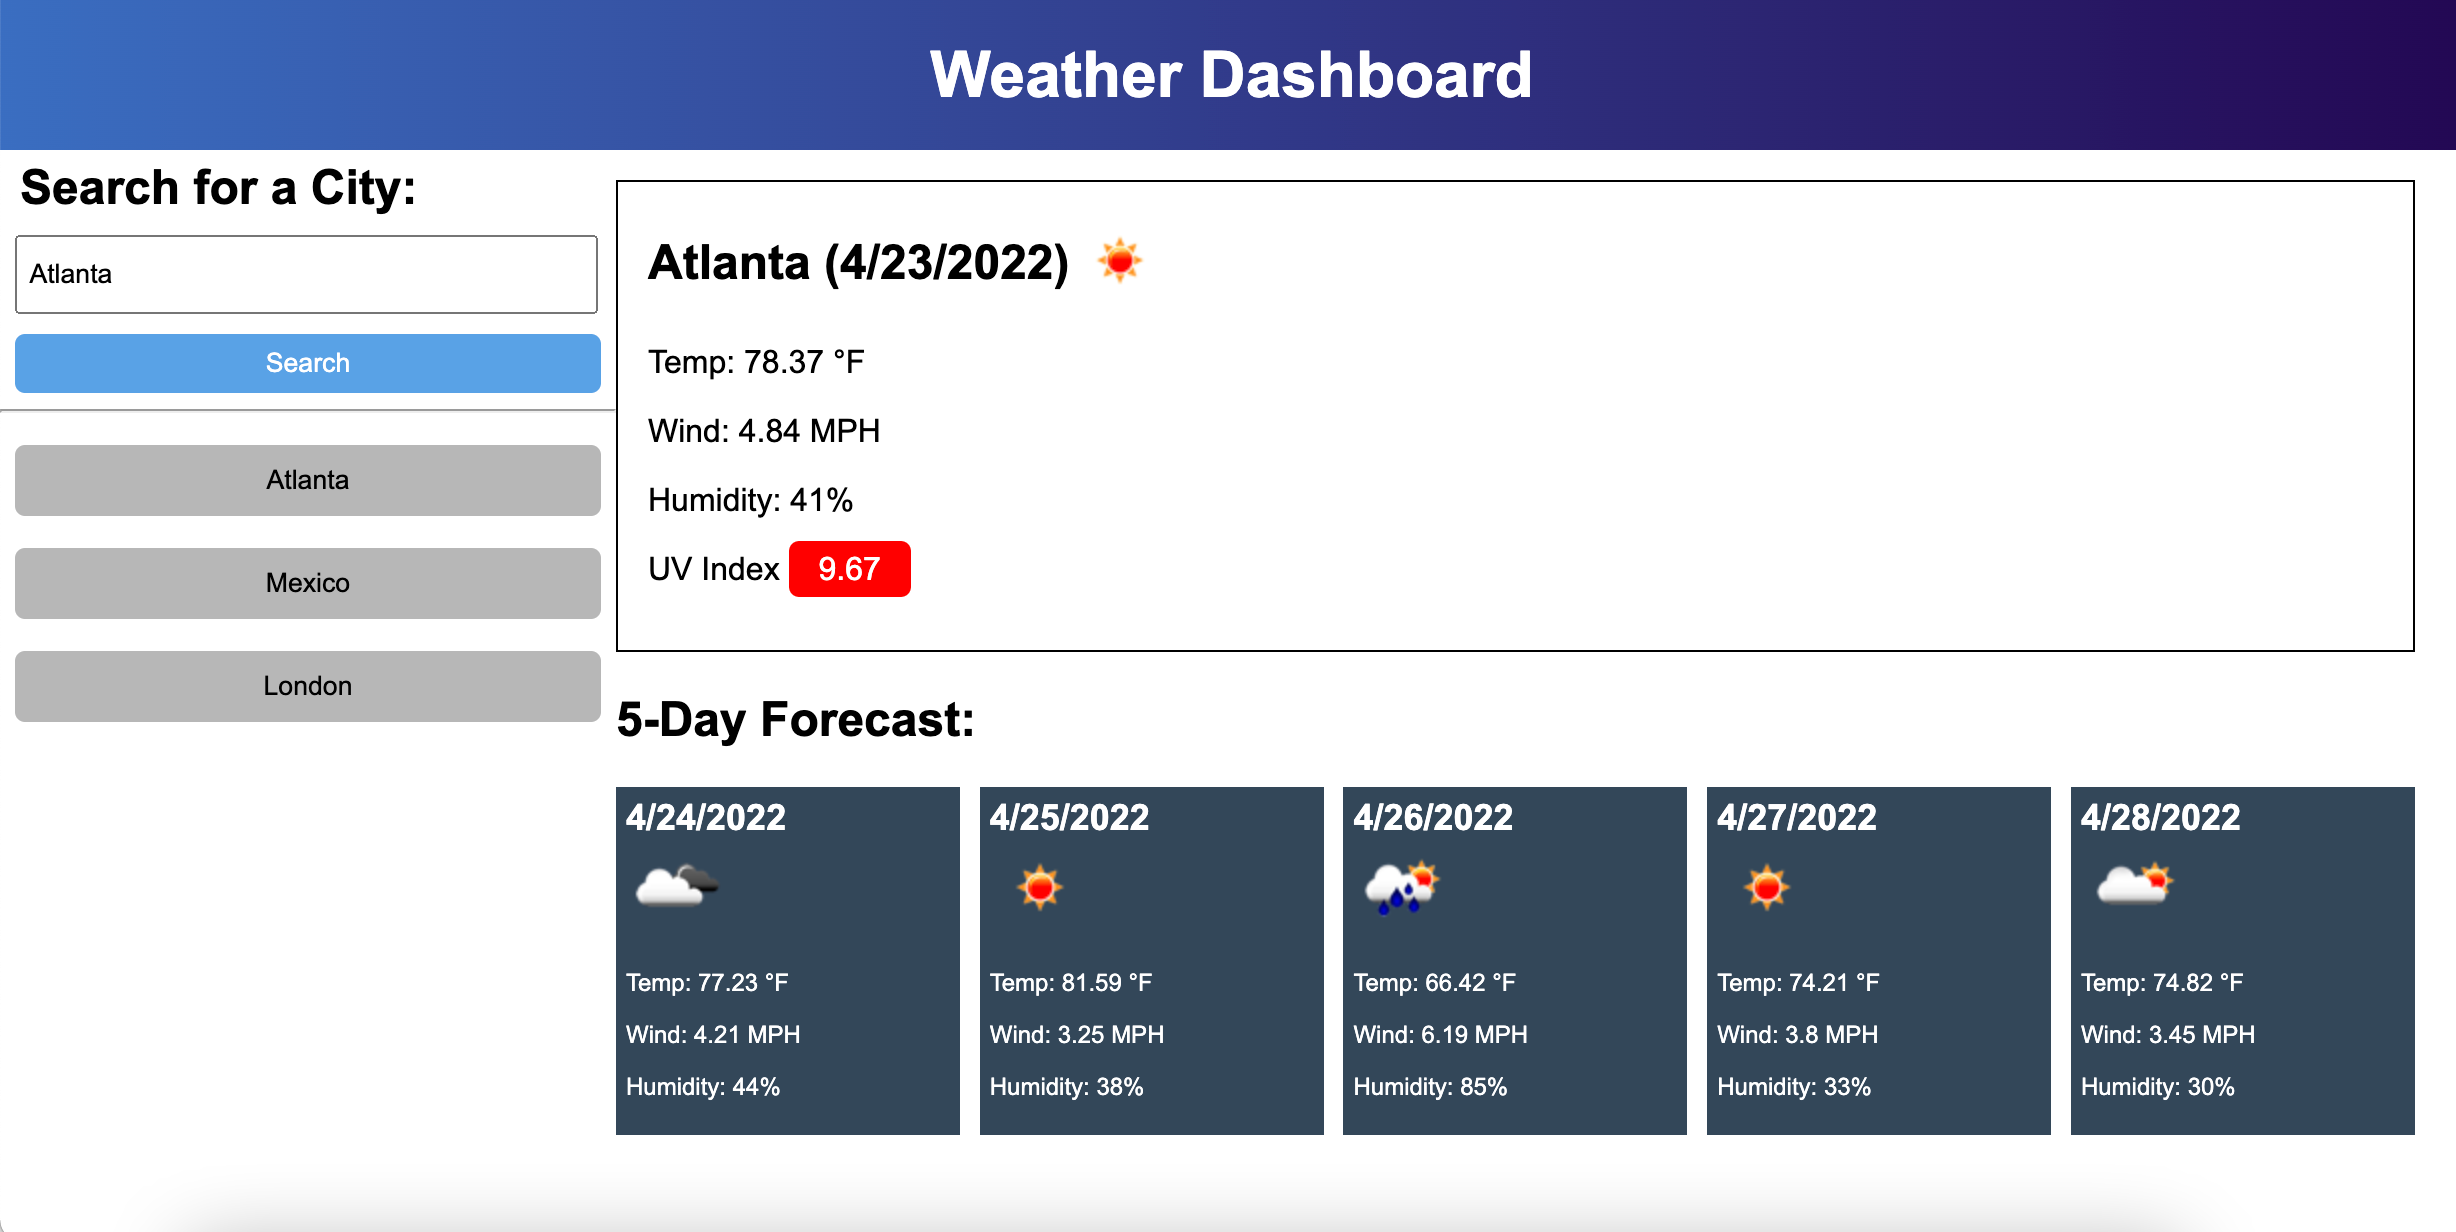 Weather Dashboard
Search for a City:
Atlanta
Search
Atlanta
Mexico
London
Atlanta (4/23/2022)
Temp: 78.37 °F
Wind: 4.84 MPH
Humidity: 41%
UV Index 9.67
5-Day Forecast:
4/24/2022
Temp: 77.23 °F
Wind: 4.21 MPH
Humidity: 44%
4/25/2022
Temp: 81.59 °F
Wind: 3.25 MPH
Humidity: 38%
4/26/2022
Temp: 66.42 °F
Wind: 6.19 MPH
Humidity: 85%
4/27/2022
Temp: 74.21 °F
Wind: 3.8 MPH
Humidity: 33%
4/28/2022
Temp: 74.82 °F
Wind: 3.45 MPH
Humidity: 30%